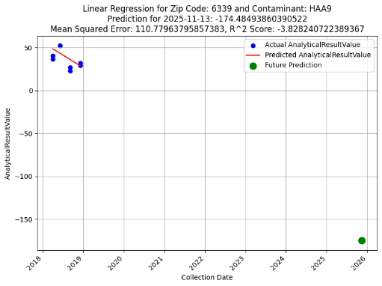 Linear Regression for Zip Code: 6339 and Contaminant: HAA9
Prediction for 2025-11-13: -174.48493860390522
Mean Squared Error: 110.77963795857383, R^2 Score: -3.828240722389367
Actual AnalyticalResultValue
Predicted AnalyticalResultValue
Future Prediction
AnalyticalResultValue
50
0
−50
−100
−150
2018
2019
2020
2021
2022
2023
2024
2025
2026
Collection Date